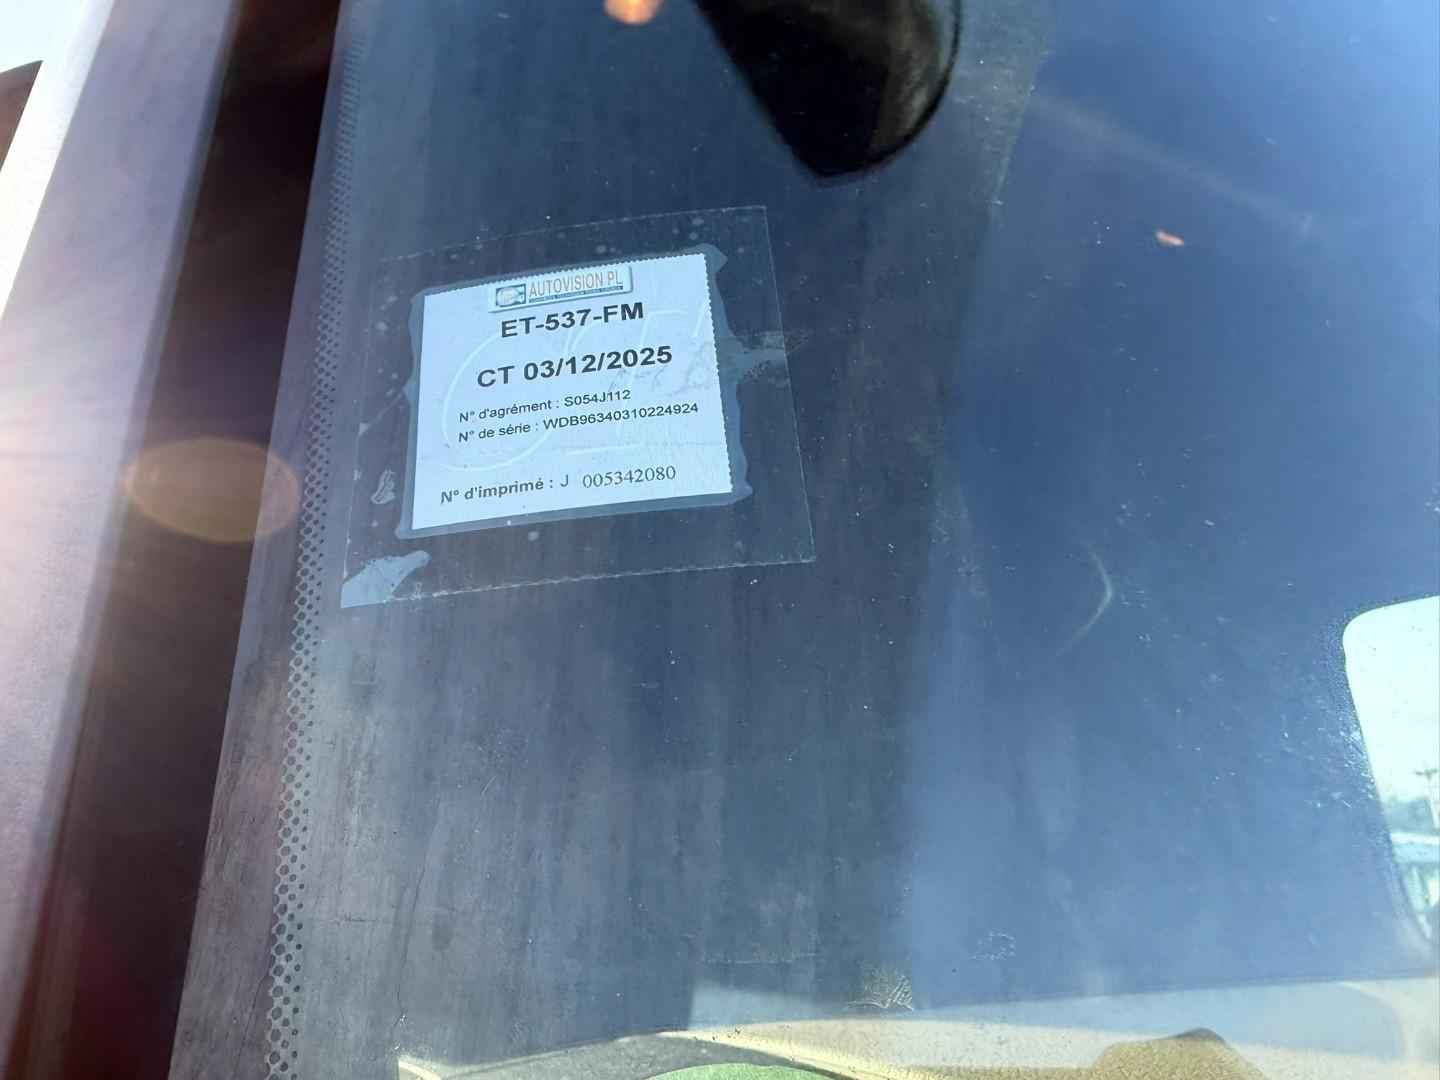 AUTOVISION PL
ET-537-FM
CT 03/12/2025
N° d'agrément : S054J112
N° de série : WDB96340310224924
N° d'imprimé : J 005342080